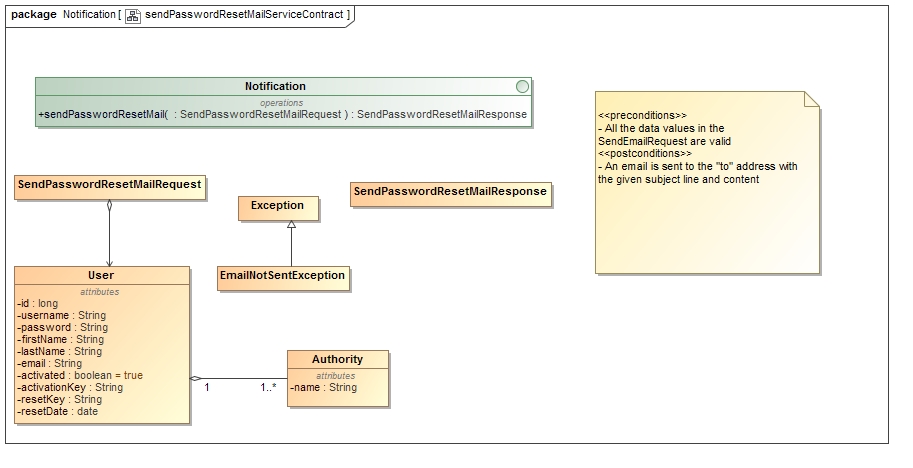 package Notification [ sendPasswordResetMailServiceContract ]
Notification
operations
+sendPasswordResetMail( : SendPasswordResetMailRequest ) : SendPasswordResetMailResponse
<<preconditions>>
- All the data values in the
SendEmailRequest are valid
<<postconditions>>
- An email is sent to the "to" address with
the given subject line and content
SendPasswordResetMailRequest
SendPasswordResetMailResponse
Exception
EmailNotSentException
User
attributes
-id : long
-username : String
-password : String
-firstName : String
-lastName : String
-email : String
-activated : boolean = true
-activationKey : String
-resetKey : String
-resetDate : date
1
1..*
Authority
attributes
-name : String